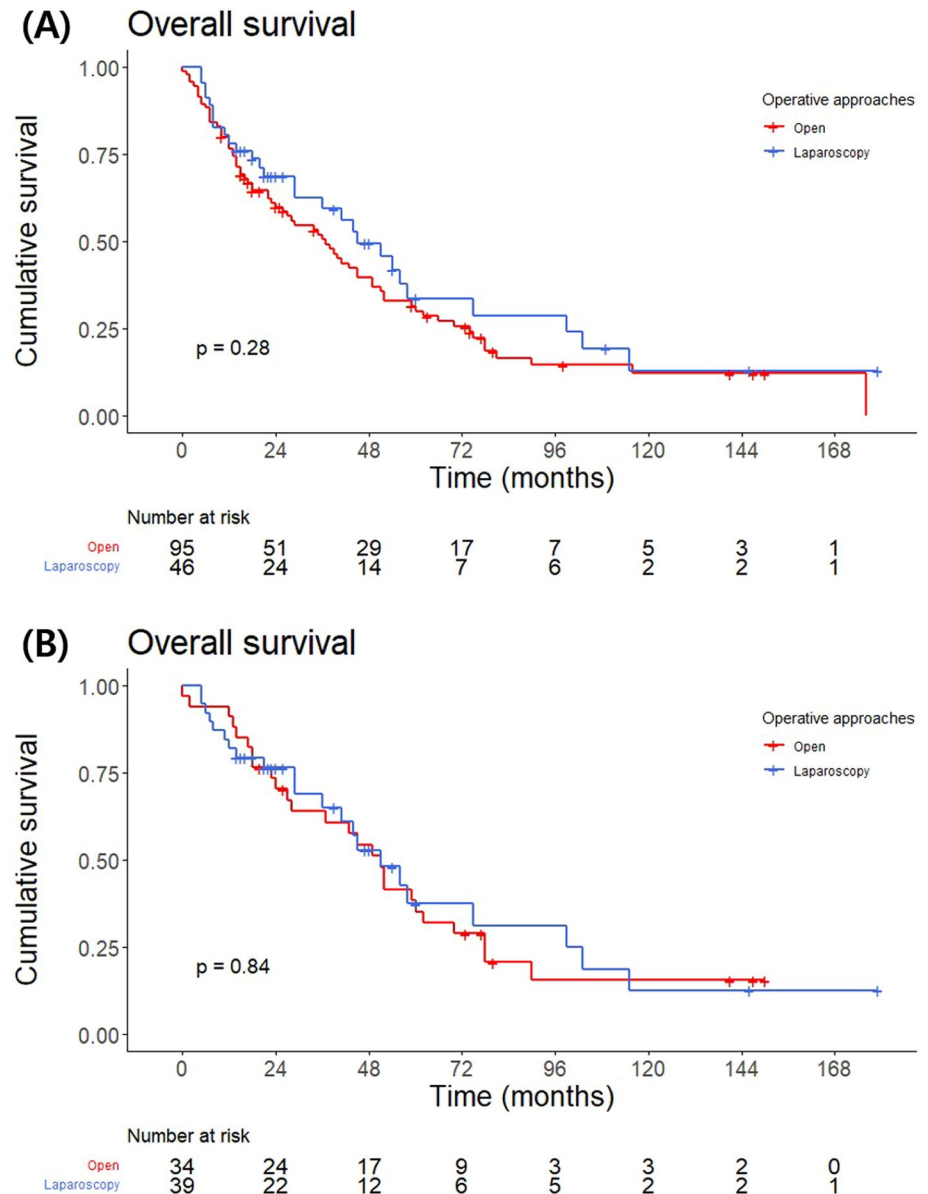 (A)
Overall survival
Cumulative survival
1.00
0.75
0.50
0.25
0.00
Operative approaches
Open
Laparoscopy
p = 0.28
0 24 48 72 96 120 144 168
Time (months)
Number at risk
Open 95 51 29 17 7 5 3 1
Laparoscopy 46 24 14 7 6 2 2 1
(B)
Overall survival
Cumulative survival
1.00
0.75
0.50
0.25
0.00
Operative approaches
Open
Laparoscopy
p = 0.84
0 24 48 72 96 120 144 168
Time (months)
Number at risk
Open 34 24 17 9 3 3 2 0
Laparoscopy 39 22 12 6 5 2 2 1